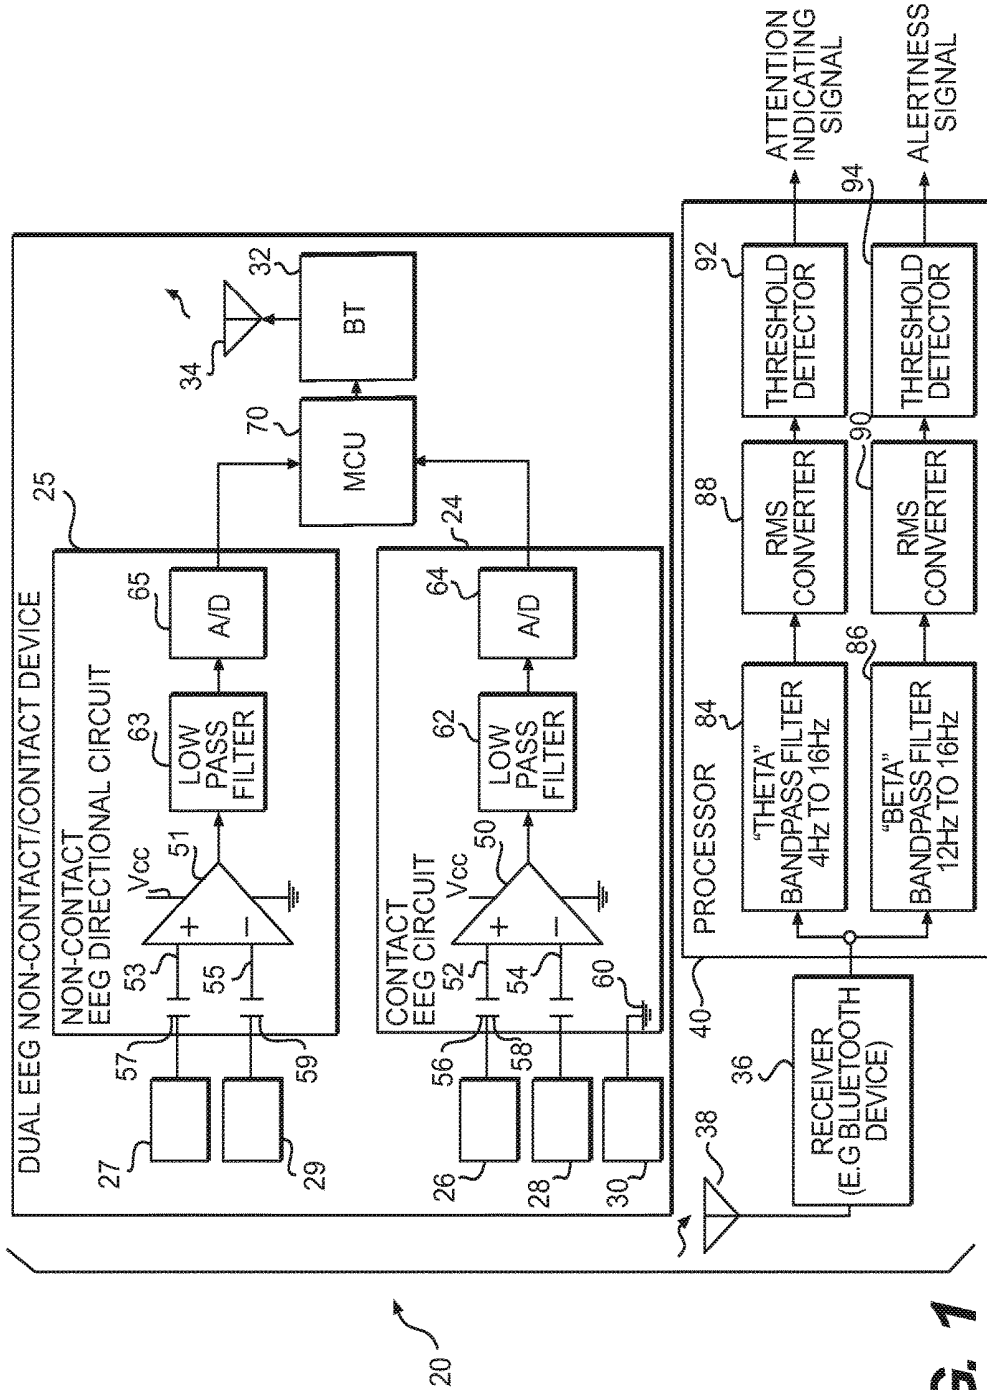 DUAL EEG NON-CONTACT/CONTACT DEVICE
25
NON-CONTACT
EEG DIRECTIONAL CIRCUIT
27
29
57
59
53
55
+
−
Vcc
51
63
LOW
PASS
FILTER
65
A/D
70
MCU
34
32
BT
CONTACT
EEG CIRCUIT
24
26
28
30
56
58
52
54
60
+
−
Vcc
50
62
LOW
PASS
FILTER
64
A/D
20
38
36
RECEIVER
(E.G BLUETOOTH
DEVICE)
40
PROCESSOR
84
"THETA"
BANDPASS FILTER
4Hz TO 16Hz
88
RMS
CONVERTER
92
THRESHOLD
DETECTOR
ATTENTION
INDICATING
SIGNAL
86
"BETA"
BANDPASS FILTER
12Hz TO 16Hz
90
RMS
CONVERTER
94
THRESHOLD
DETECTOR
ALERTNESS
SIGNAL
G. 1